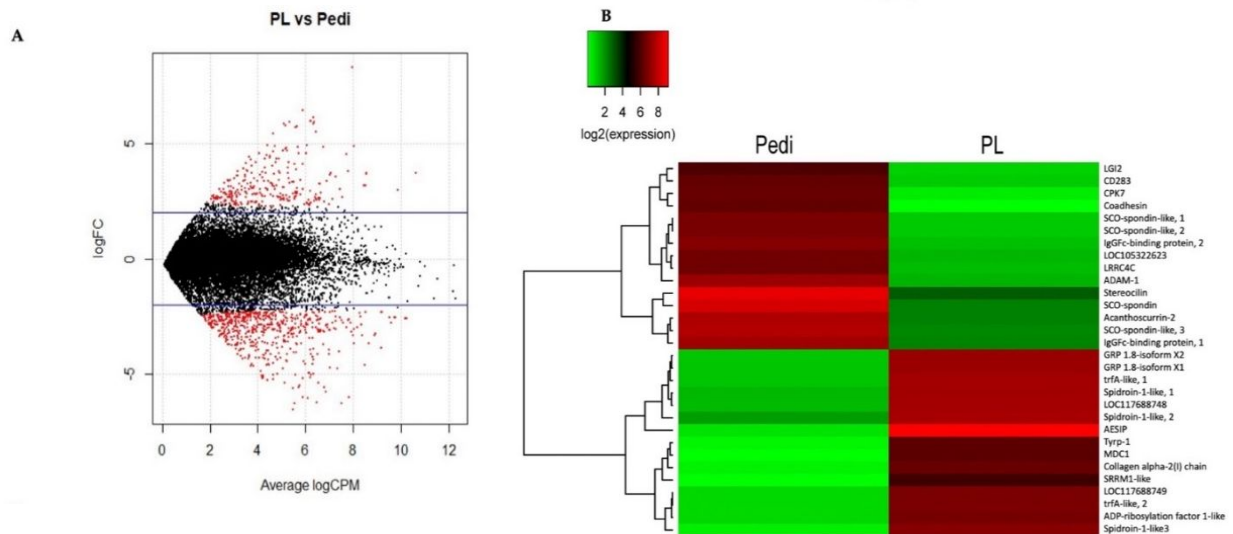 A
PL vs Pedi
logFC
5
0
-5
0 2 4 6 8 10 12
Average logCPM
B
2 4 6 8
log2(expression)
Pedi PL
LGI2
CD283
CPK7
Coadhesin
SCO-spondin-like, 1
SCO-spondin-like, 2
IgGFc-binding protein, 2
LOC105322623
LRRC4C
ADAM-1
Stereocilin
SCO-spondin
Acanthoscurrin-2
SCO-spondin-like, 3
IgGFc-binding protein, 1
GRP 1.8-isoform X2
GRP 1.8-isoform X1
trfA-like, 1
Spidroin-1-like, 1
LOC117688748
Spidroin-1-like, 2
AESIP
Tyrp-1
MDC1
Collagen alpha-2(I) chain
SRRM1-like
LOC117688749
trfA-like, 2
ADP-ribosylation factor 1-like
Spidroin-1-like3